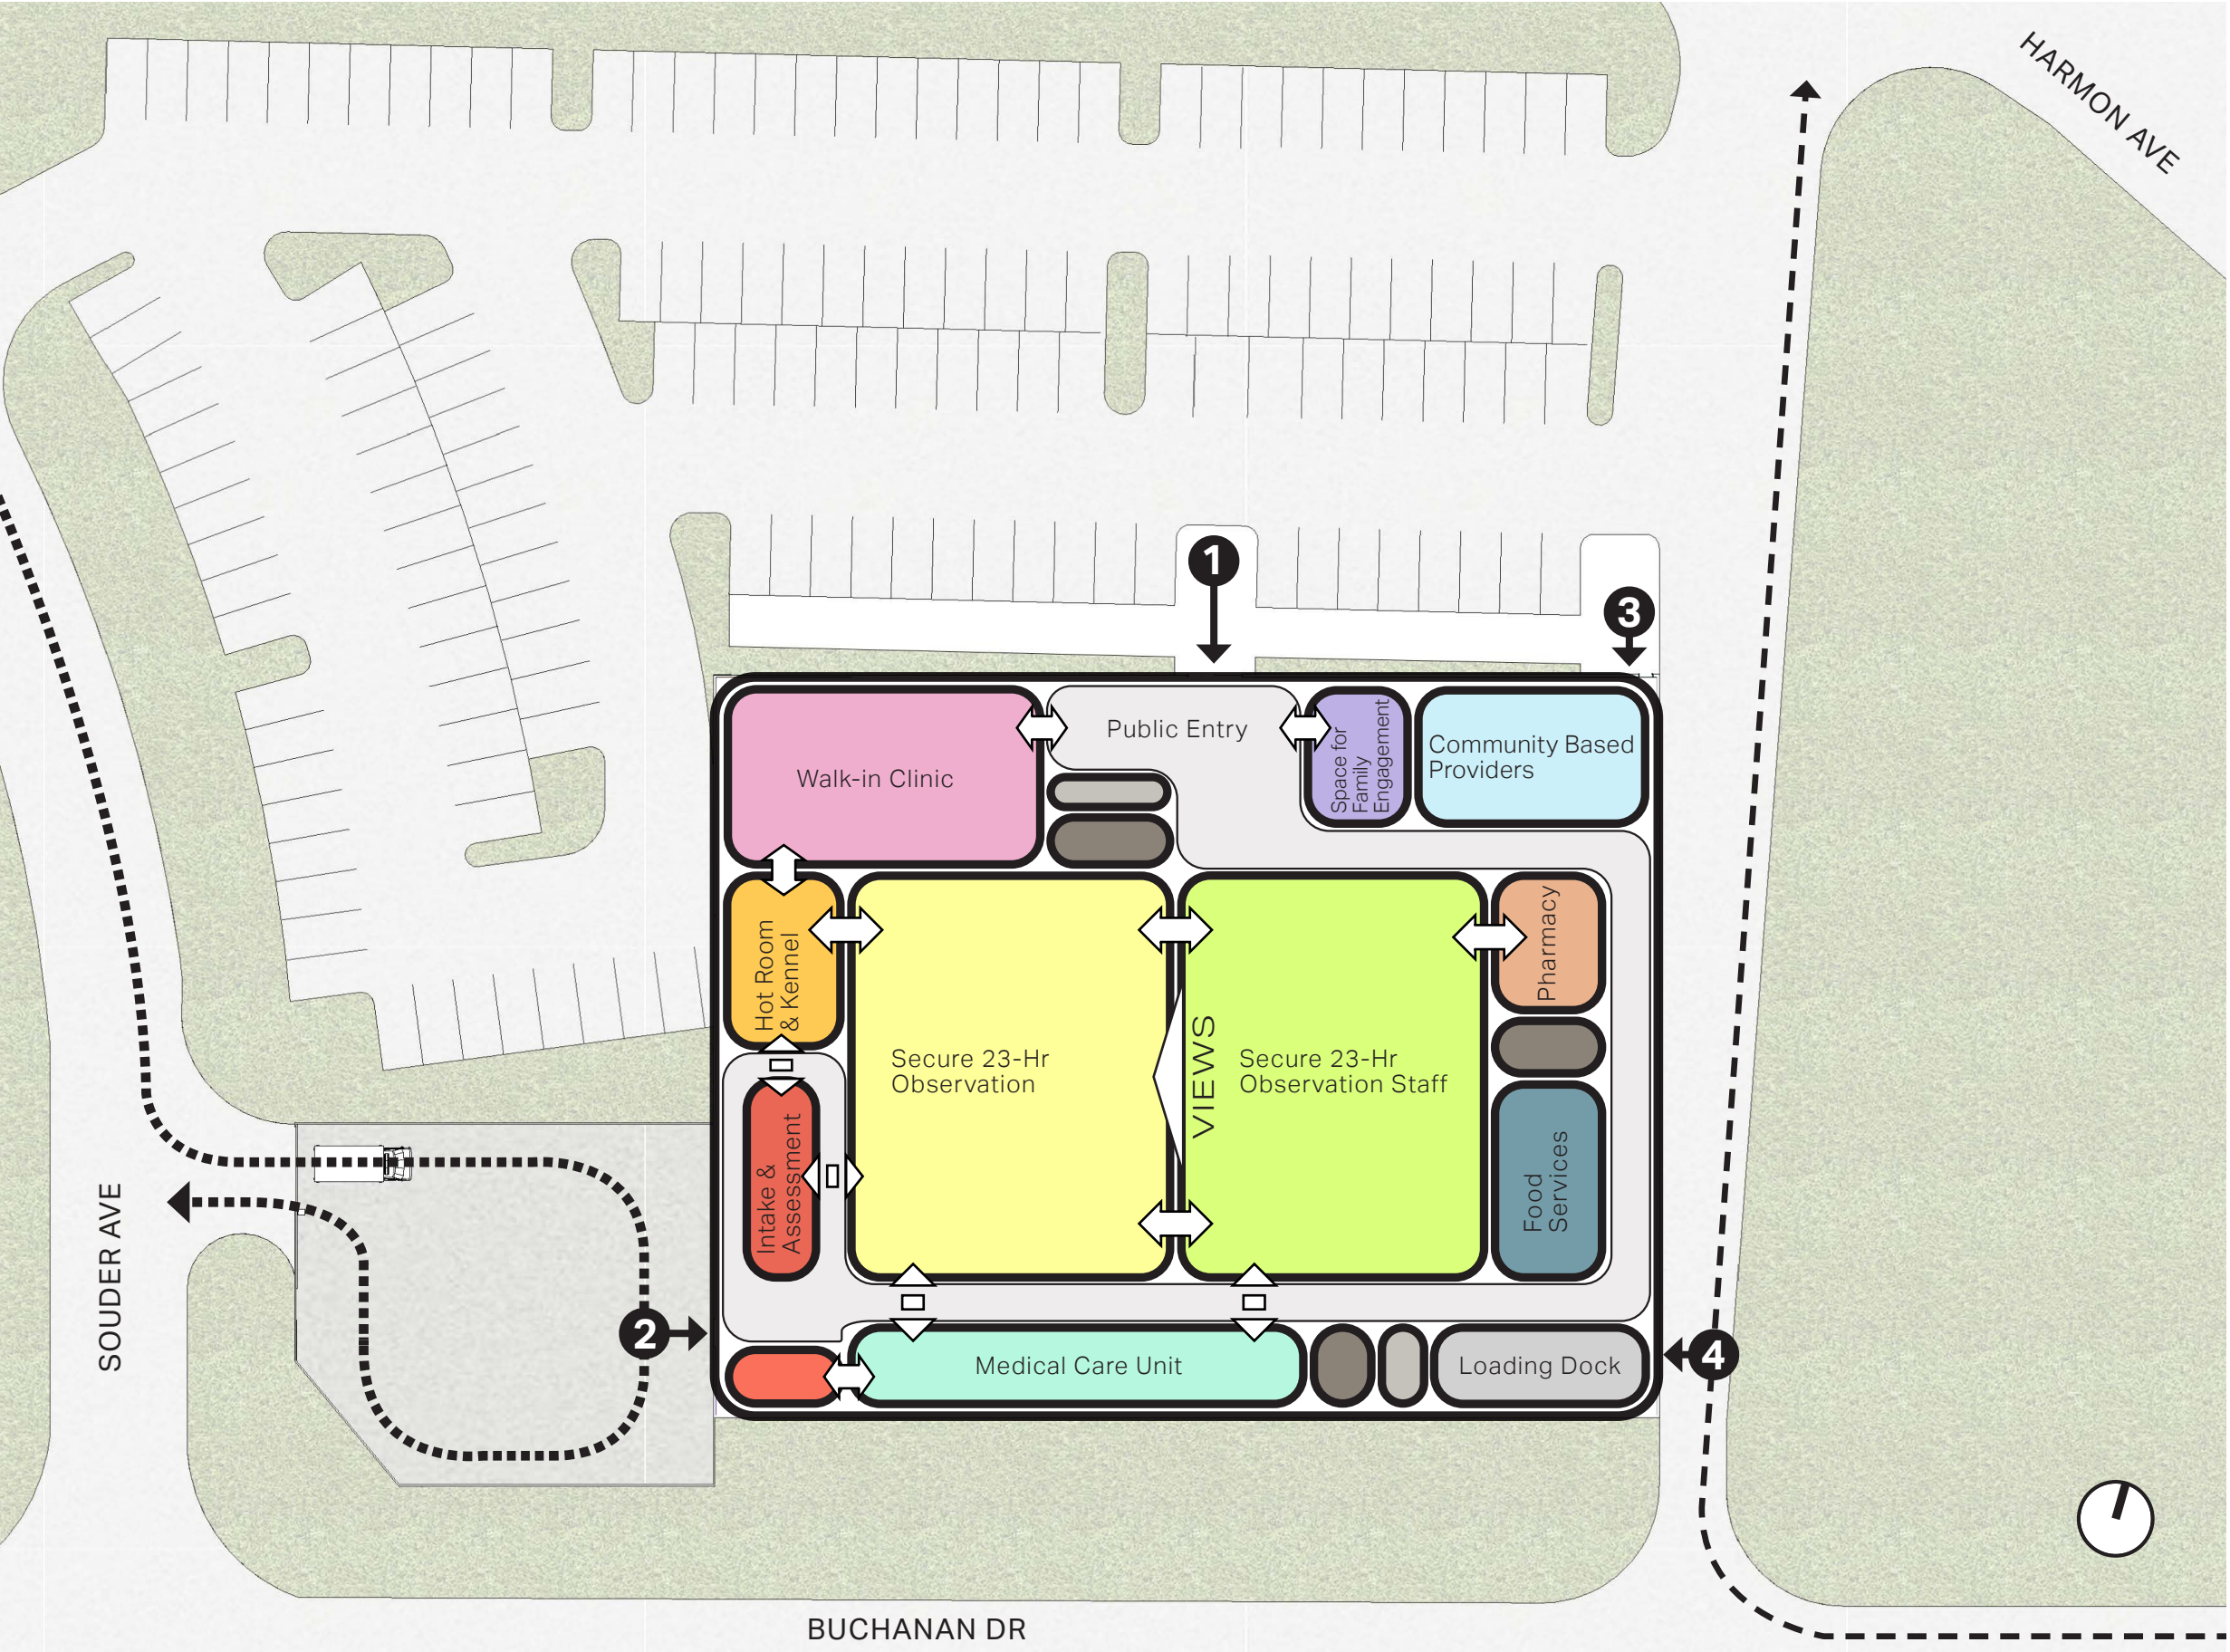 HARMON AVE
1
3
Public Entry
Space for
Family
Engagement
Community Based
Providers
Walk-in Clinic
Hot Room
& Kennel
Pharmacy
VIEWS
Secure 23-Hr
Observation
Secure 23-Hr
Observation Staff
Intake &
Assessment
Food
Services
SOUDER AVE
2
4
Medical Care Unit
Loading Dock
BUCHANAN DR